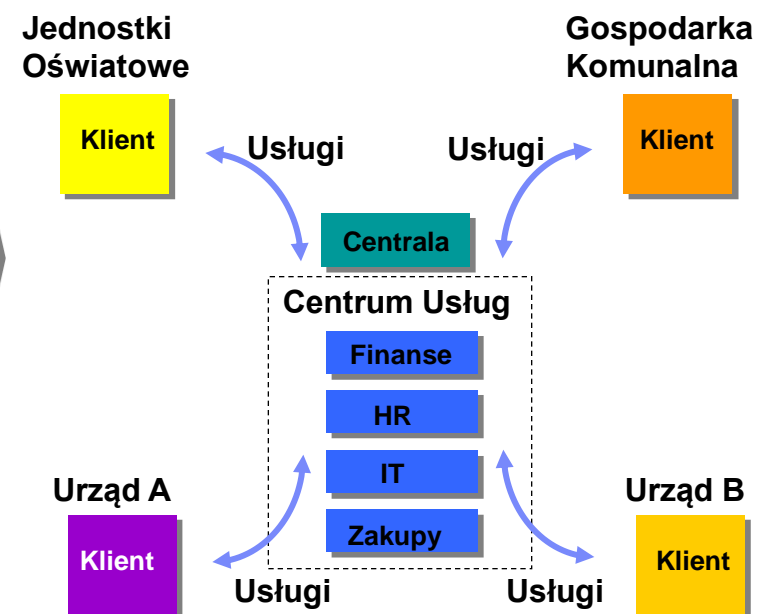 Jednostki
Oświatowe
Gospodarka
Komunalna
Klient
Usługi
Usługi
Klient
Centrala
Centrum Usług
Finanse
HR
IT
Zakupy
Urząd A
Klient
Usługi
Urząd B
Klient
Usługi